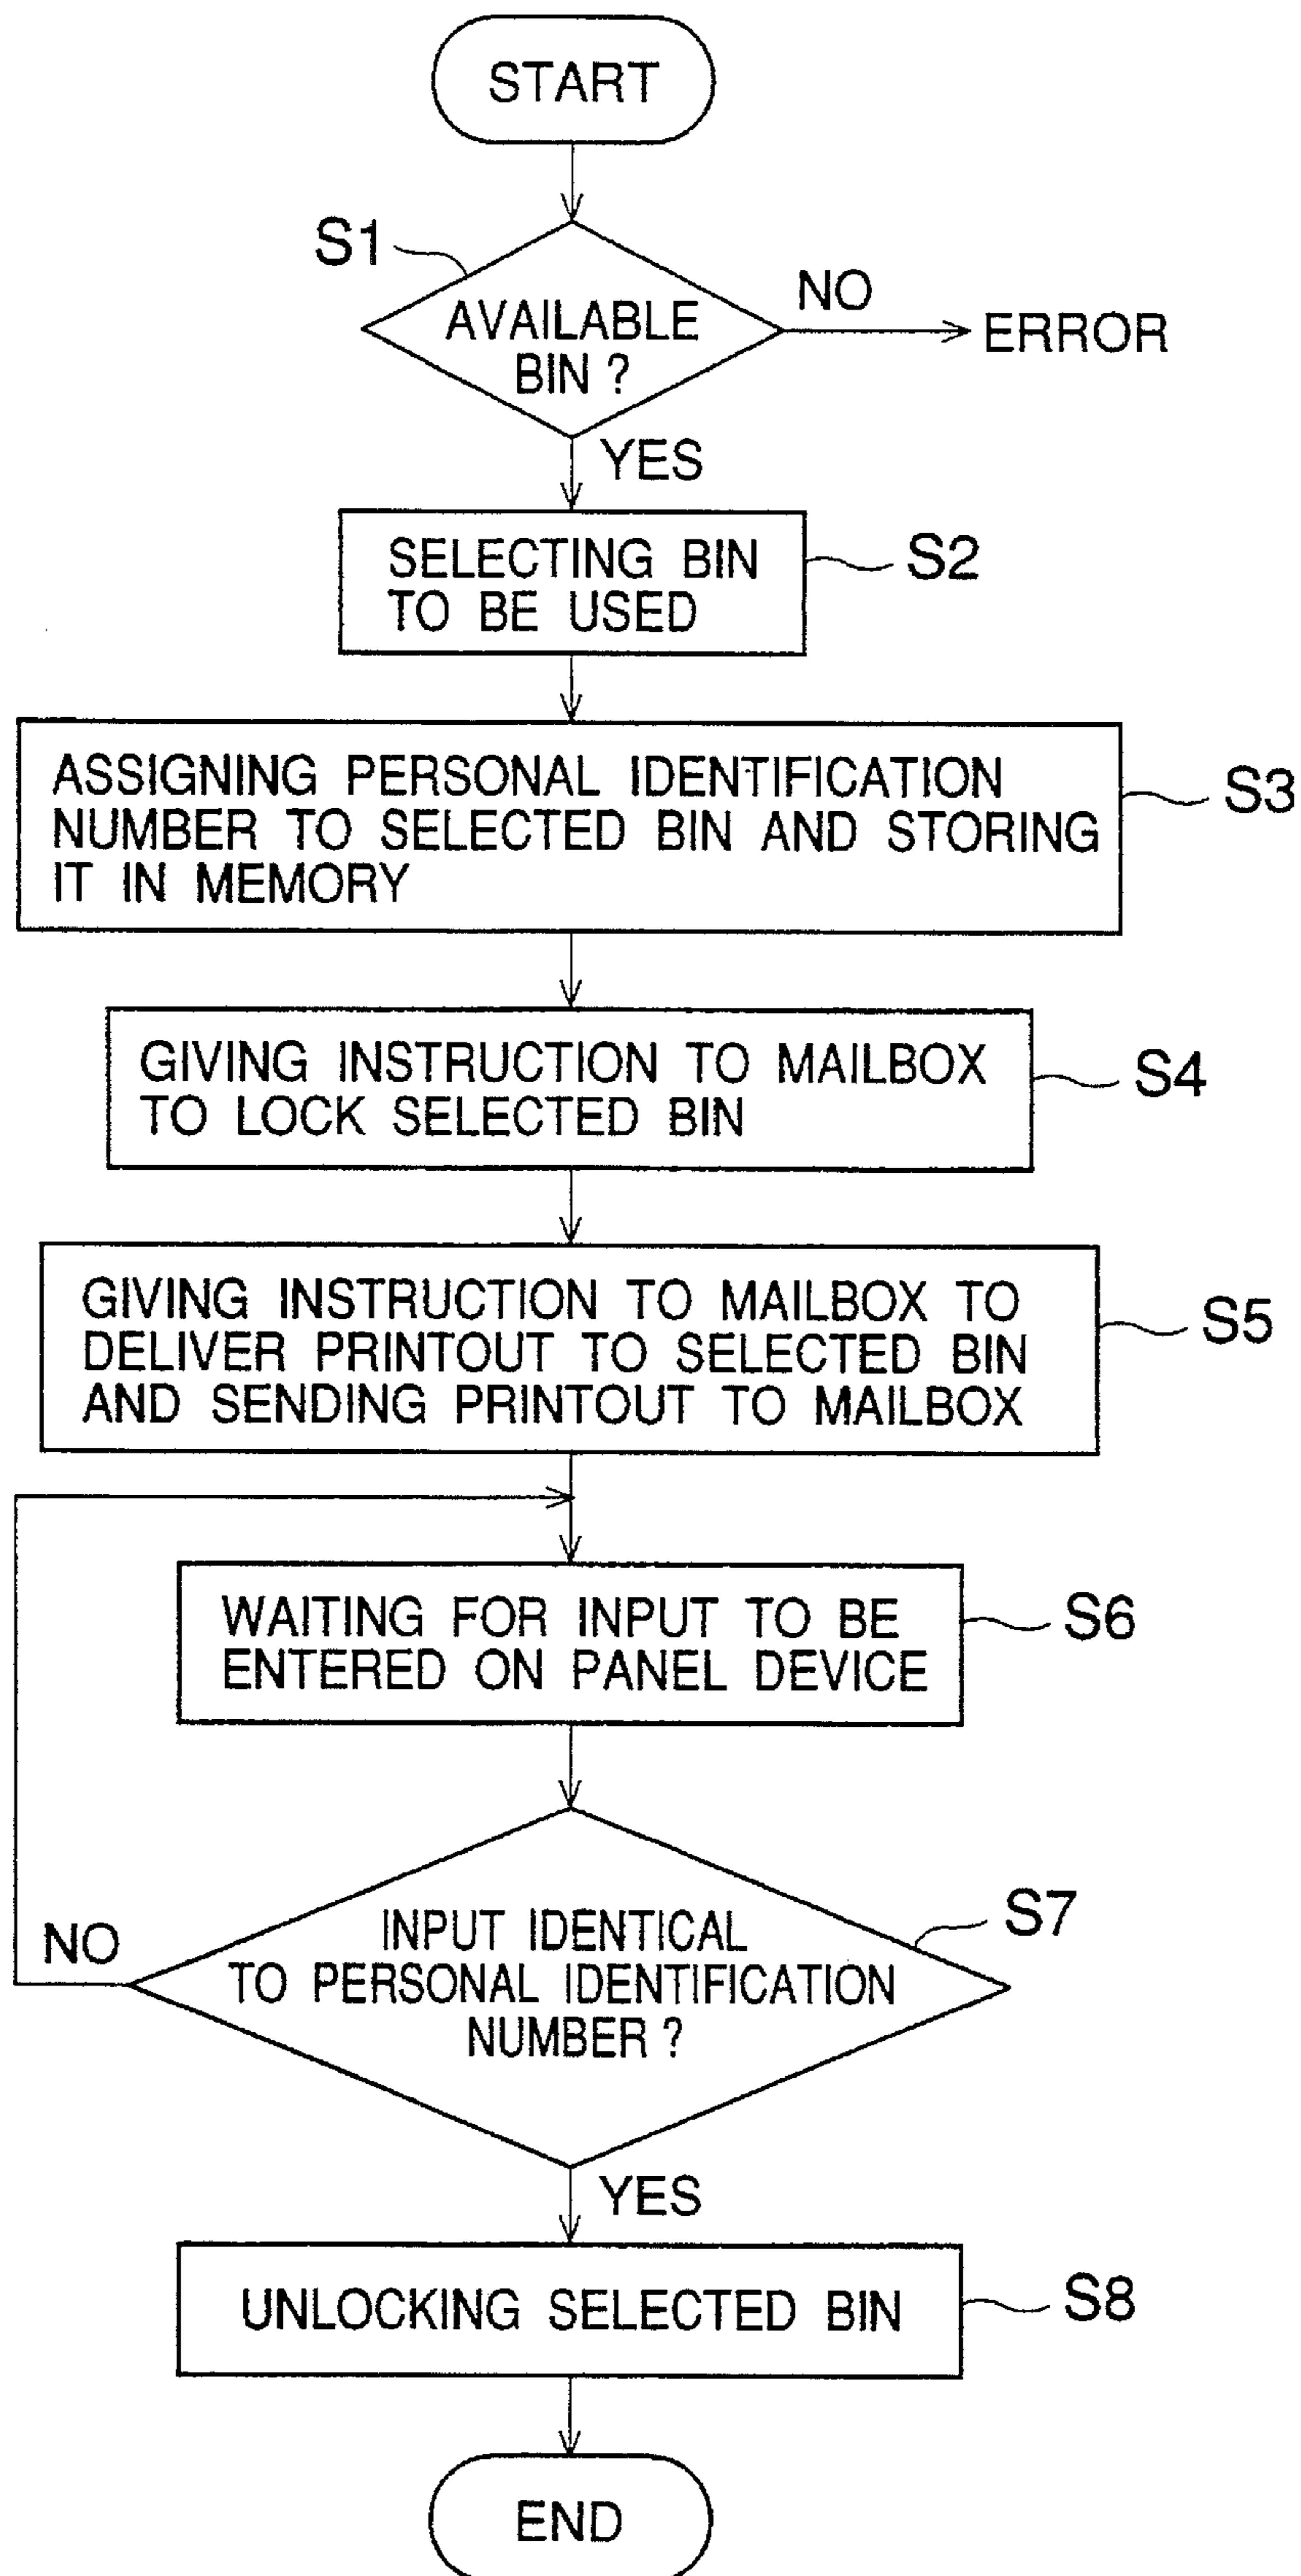 START
S1
AVAILABLE
BIN ?
NO
ERROR
YES
SELECTING BIN
TO BE USED
S2
ASSIGNING PERSONAL IDENTIFICATION
NUMBER TO SELECTED BIN AND STORING
IT IN MEMORY
S3
GIVING INSTRUCTION TO MAILBOX
TO LOCK SELECTED BIN
S4
GIVING INSTRUCTION TO MAILBOX TO
DELIVER PRINTOUT TO SELECTED BIN
AND SENDING PRINTOUT TO MAILBOX
S5
WAITING FOR INPUT TO BE
ENTERED ON PANEL DEVICE
S6
INPUT IDENTICAL
TO PERSONAL IDENTIFICATION
NUMBER ?
S7
NO
YES
UNLOCKING SELECTED BIN
S8
END